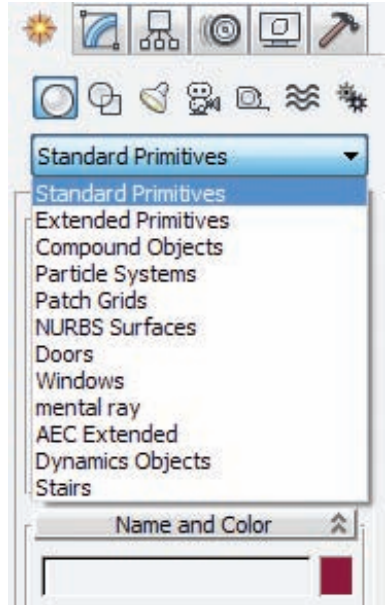 Standard Primitives
Standard Primitives
Extended Primitives
Compound Objects
Particle Systems
Patch Grids
NURBS Surfaces
Doors
Windows
mental ray
AEC Extended
Dynamics Objects
Stairs
Name and Color